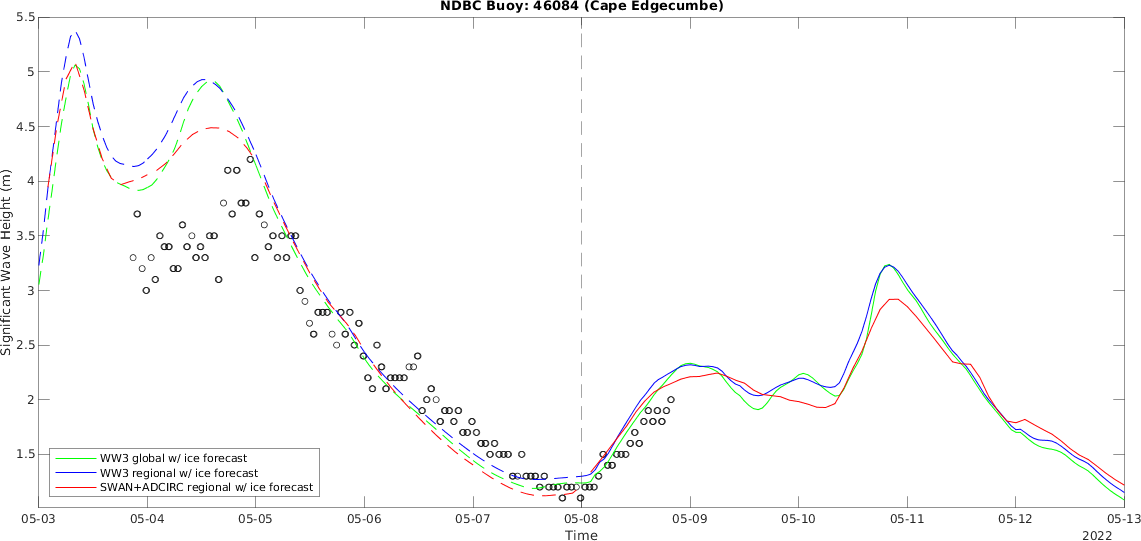 NDBC Buoy: 46084 (Cape Edgecumbe)
5.5
5
4.5
4
3.5
3
2.5
2
1.5
Significant Wave Height (m)
WW3 global w/ ice forecast
WW3 regional w/ ice forecast
SWAN+ADCIRC regional w/ ice forecast
05-03 05-04 05-05 05-06 05-07 05-08 05-09 05-10 05-11 05-12 05-13
Time
2022